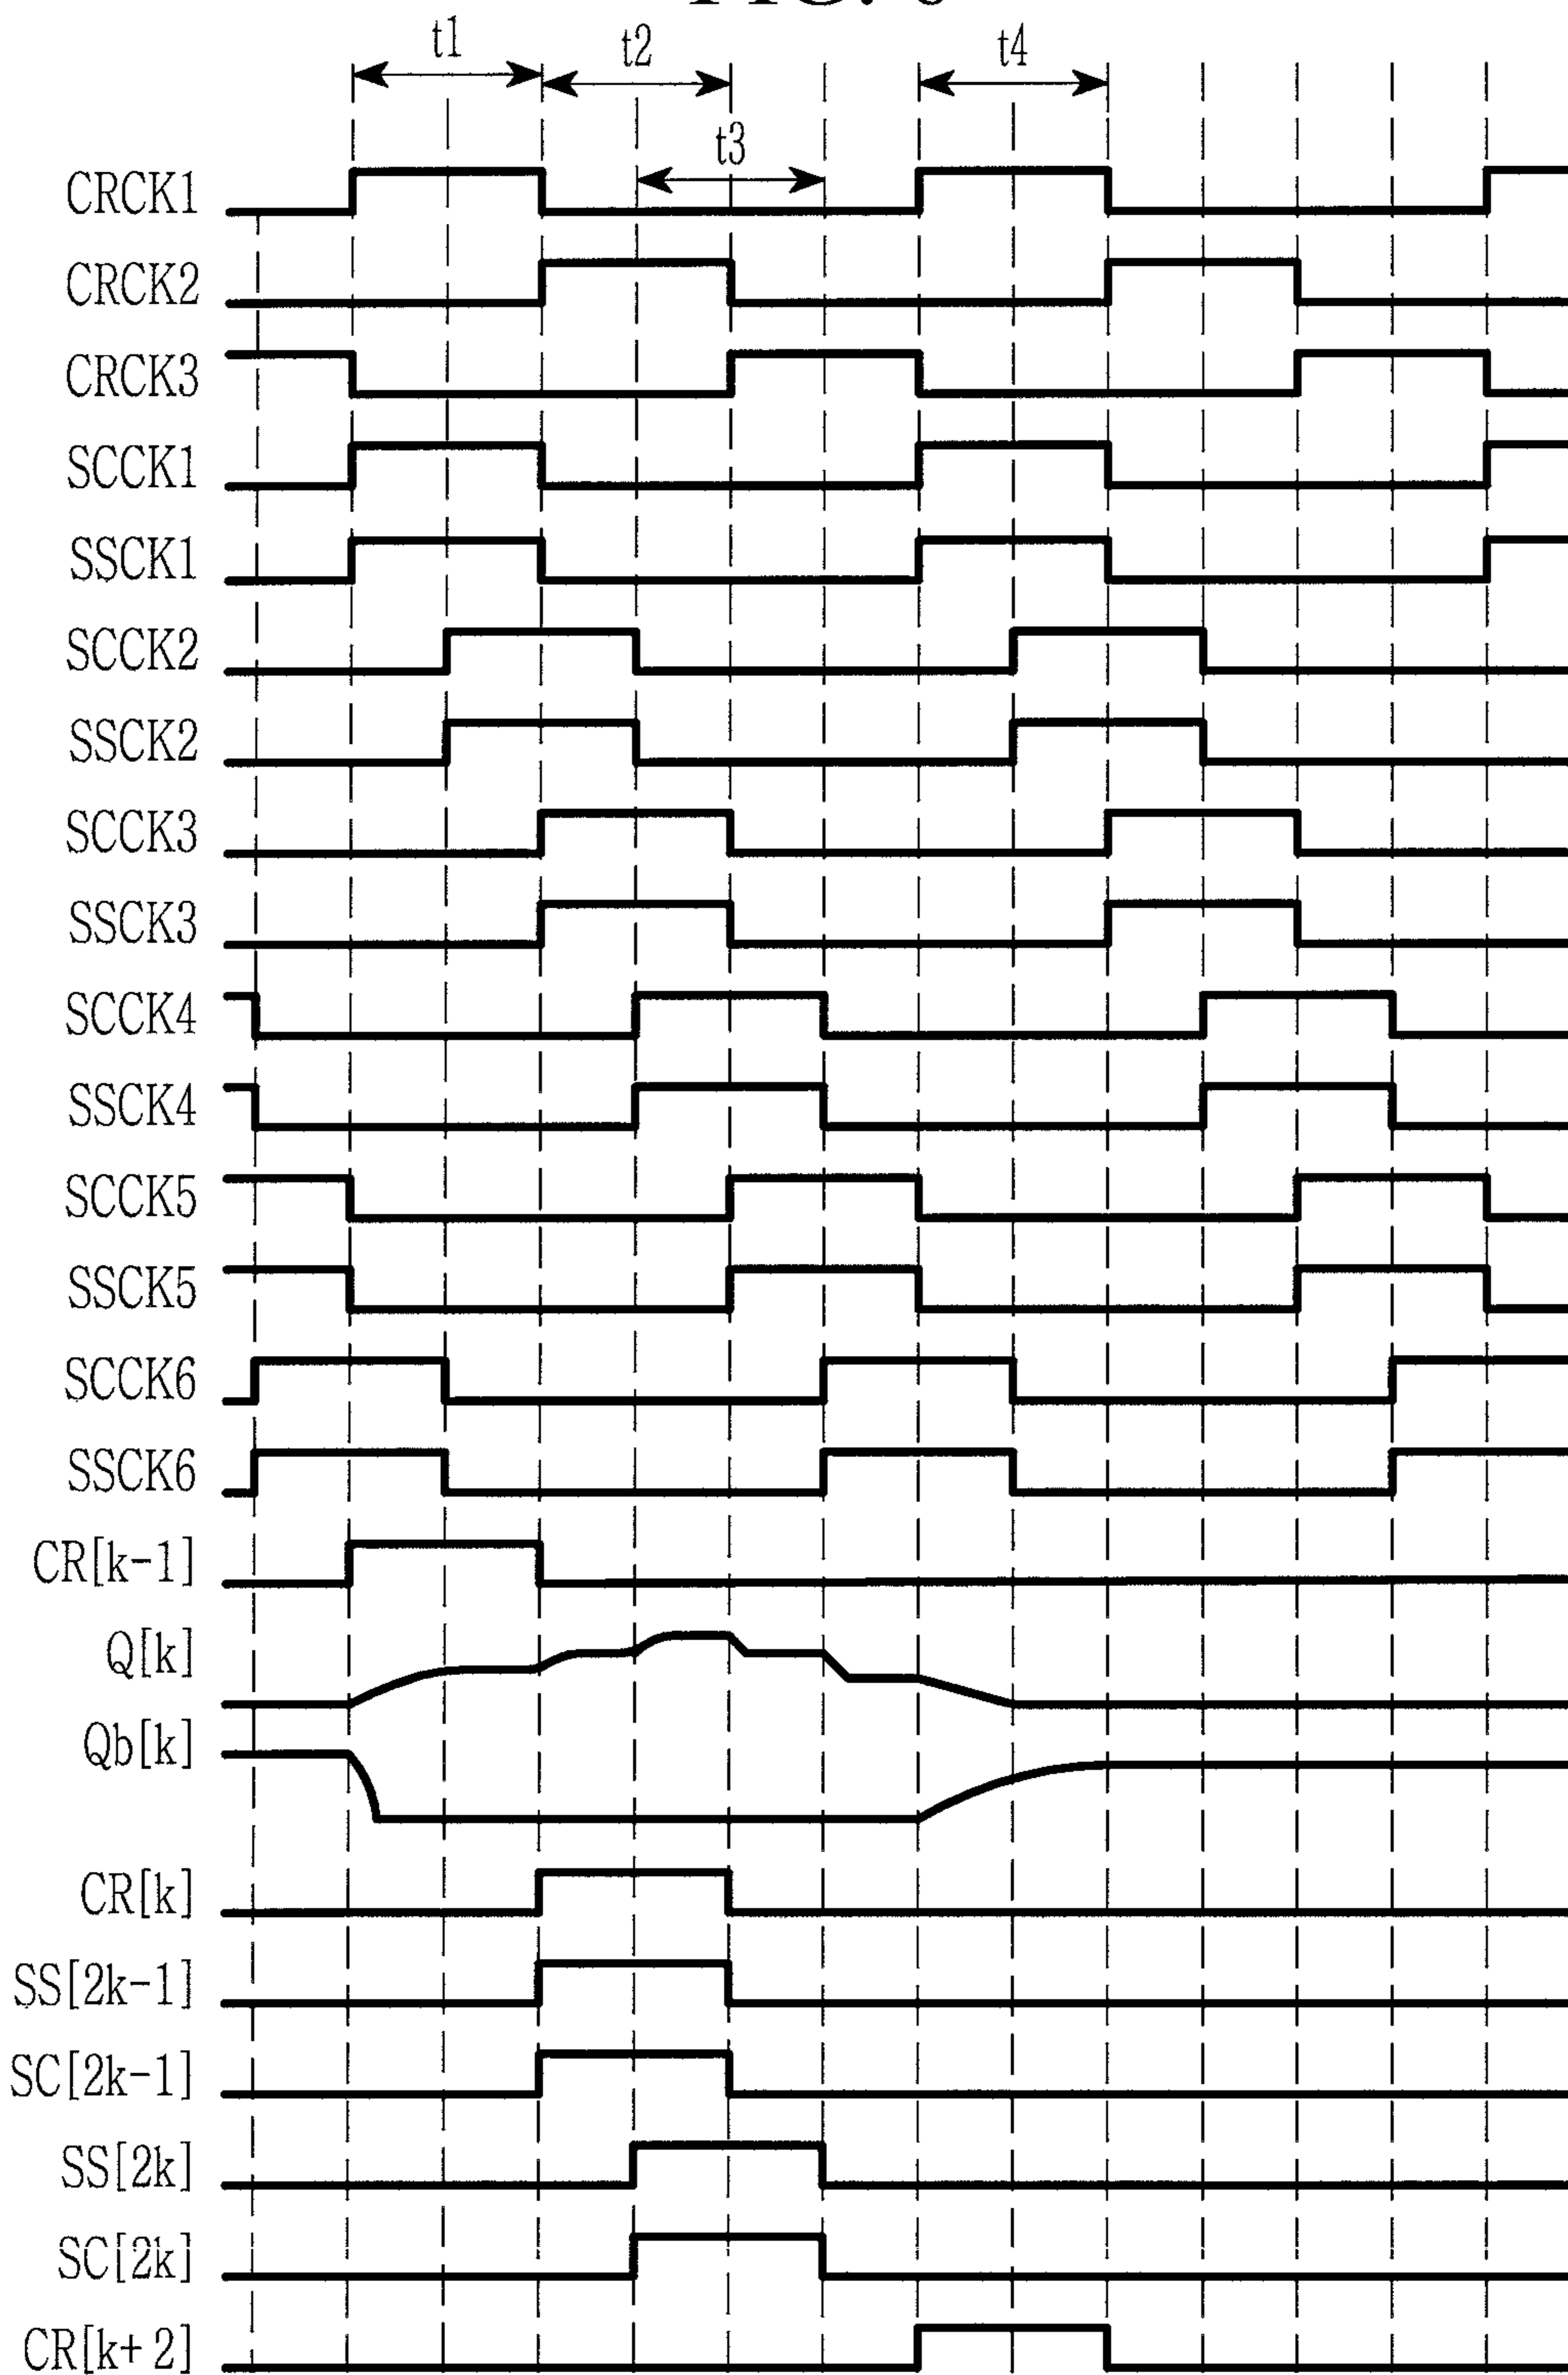 t1
t2
t4
t3
CRCK1
CRCK2
CRCK3
SCCK1
SSCK1
SCCK2
SSCK2
SCCK3
SSCK3
SCCK4
SSCK4
SCCK5
SSCK5
SCCK6
SSCK6
CR[k-1]
Q[k]
Qb[k]
CR[k]
SS[2k-1]
SC[2k-1]
SS[2k]
SC[2k]
CR[k+2]